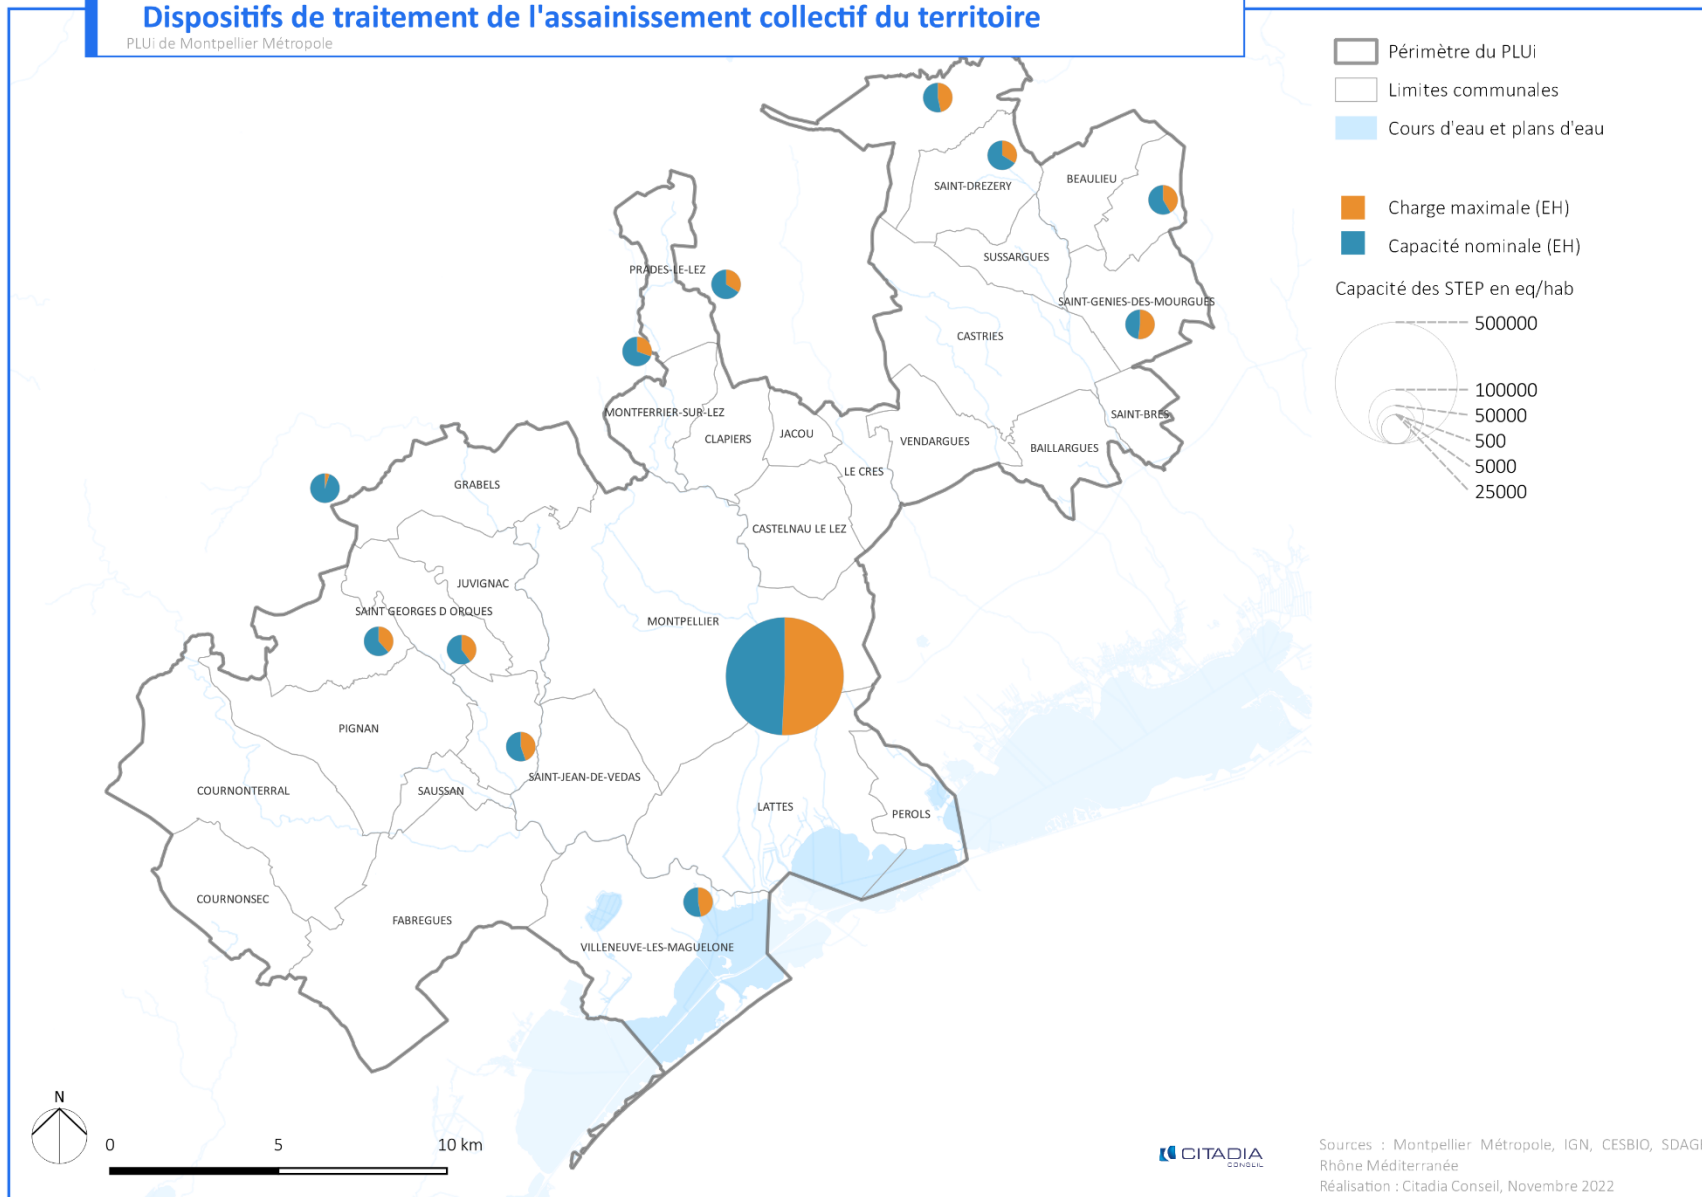 Dispositifs de traitement de l'assainissement collectif du territoire
PLUi de Montpellier Métropole
Périmètre du PLUi
Limites communales
Cours d'eau et plans d'eau
Charge maximale (EH)
Capacité nominale (EH)
Capacité des STEP en eq/hab
500000
100000
50000
500
5000
25000
SAINT-DREZERY
BEAULIEU
SUSSARGUES
PRADES-LE-LEZ
SAINT-GENIES-DES-MOURGUES
CASTRIES
MONTFERRIER-SUR-LEZ
CLAPIERS
JACOU
VENDARGUES
SAINT-BRES
BAILLARGUES
LE CRES
GRABELS
CASTELNAU LE LEZ
JUVIGNAC
SAINT GEORGES D ORQUES
MONTPELLIER
PIGNAN
SAINT-JEAN-DE-VEDAS
COURNONTERRAL
SAUSSAN
LATTES
PEROLS
COURNONSEC
FABREGUES
VILLENEUVE-LES-MAGUELONE
N
0 5 10 km
CITADIA
CONSEIL
Sources : Montpellier Métropole, IGN, CESBIO, SDAGE
Rhône Méditerranée
Réalisation : Citadia Conseil, Novembre 2022